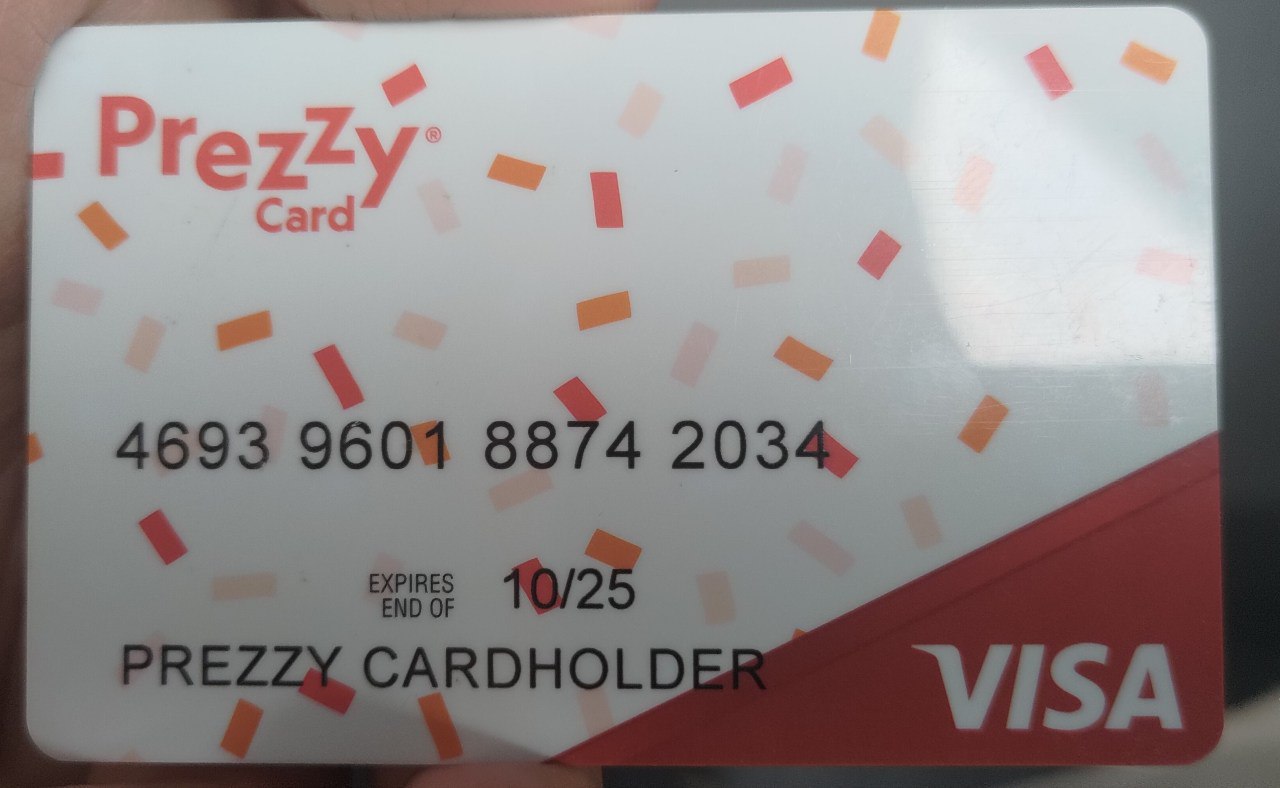 Prezzy®
Card
4693 9601 8874 2034
EXPIRES
END OF 10/25
PREZZY CARDHOLDER
VISA